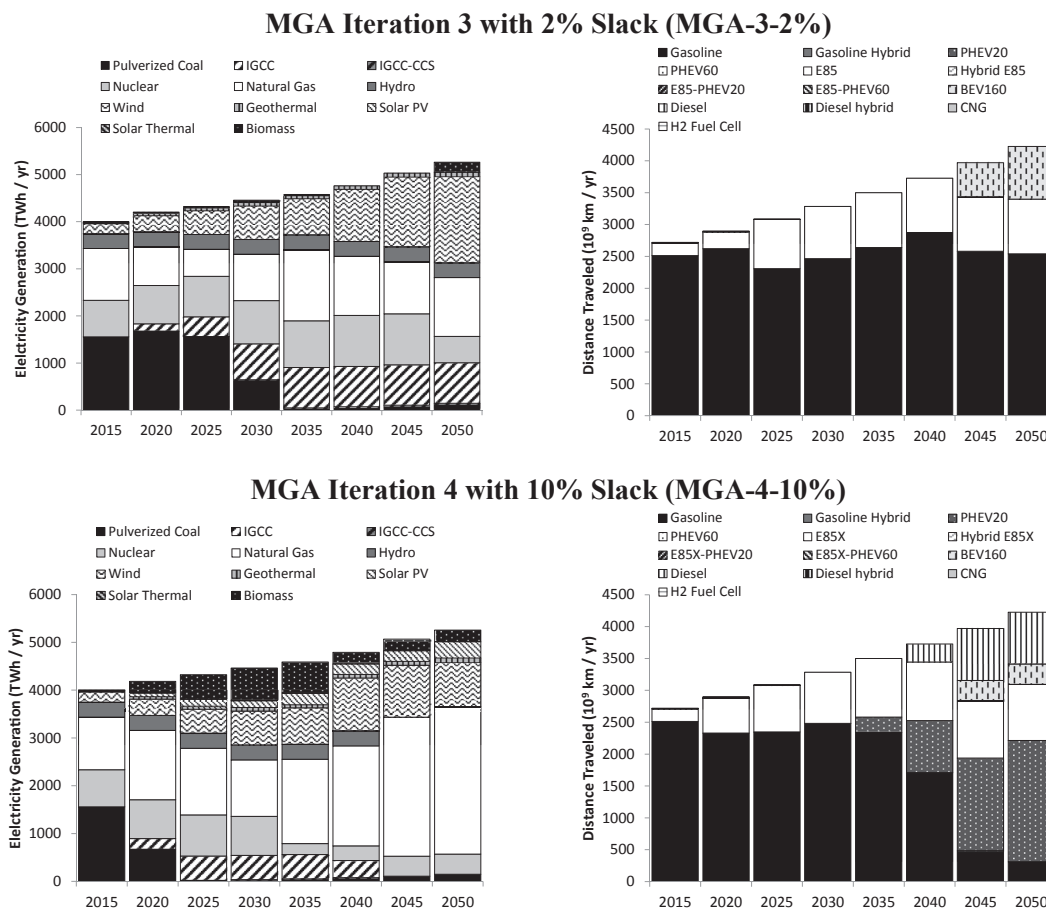 MGA Iteration 3 with 2% Slack (MGA-3-2%)
Pulverized Coal IGCC IGCC-CCS
Nuclear Natural Gas Hydro
Wind Geothermal Solar PV
Solar Thermal Biomass
Elelctricity Generation (TWh / yr)
6000
5000
4000
3000
2000
1000
0
2015 2020 2025 2030 2035 2040 2045 2050
Gasoline Gasoline Hybrid PHEV20
PHEV60 E85 Hybrid E85
E85-PHEV20 E85-PHEV60 BEV160
Diesel Diesel hybrid CNG
H2 Fuel Cell
Distance Traveled (10⁹ km / yr)
4500
4000
3500
3000
2500
2000
1500
1000
500
0
2015 2020 2025 2030 2035 2040 2045 2050
MGA Iteration 4 with 10% Slack (MGA-4-10%)
Pulverized Coal IGCC IGCC-CCS
Nuclear Natural Gas Hydro
Wind Geothermal Solar PV
Solar Thermal Biomass
Elelctricity Generation (TWh / yr)
6000
5000
4000
3000
2000
1000
0
2015 2020 2025 2030 2035 2040 2045 2050
Gasoline Gasoline Hybrid PHEV20
PHEV60 E85X Hybrid E85X
E85X-PHEV20 E85X-PHEV60 BEV160
Diesel Diesel hybrid CNG
H2 Fuel Cell
Distance Traveled (10⁹ km / yr)
4500
4000
3500
3000
2500
2000
1500
1000
500
0
2015 2020 2025 2030 2035 2040 2045 2050